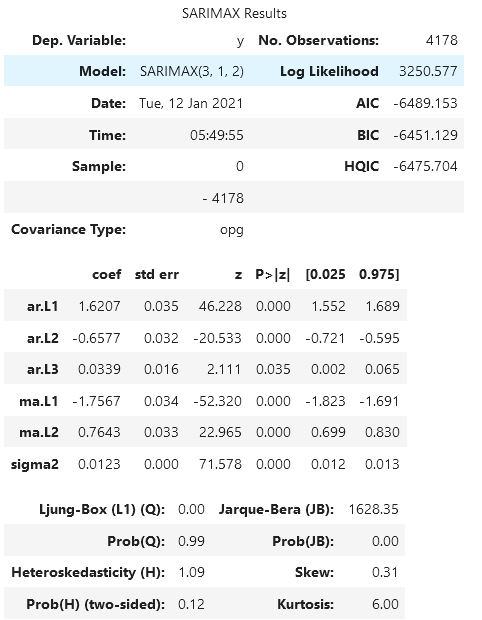 SARIMAX Results
Dep. Variable: y No. Observations: 4178
Model: SARIMAX(3, 1, 2) Log Likelihood 3250.577
Date: Tue, 12 Jan 2021 AIC -6489.153
Time: 05:49:55 BIC -6451.129
Sample: 0 HQIC -6475.704
- 4178
Covariance Type: opg
coef std err z P>|z| [0.025 0.975]
ar.L1 1.6207 0.035 46.228 0.000 1.552 1.689
ar.L2 -0.6577 0.032 -20.533 0.000 -0.721 -0.595
ar.L3 0.0339 0.016 2.111 0.035 0.002 0.065
ma.L1 -1.7567 0.034 -52.320 0.000 -1.823 -1.691
ma.L2 0.7643 0.033 22.965 0.000 0.699 0.830
sigma2 0.0123 0.000 71.578 0.000 0.012 0.013
Ljung-Box (L1) (Q): 0.00 Jarque-Bera (JB): 1628.35
Prob(Q): 0.99 Prob(JB): 0.00
Heteroskedasticity (H): 1.09 Skew: 0.31
Prob(H) (two-sided): 0.12 Kurtosis: 6.00